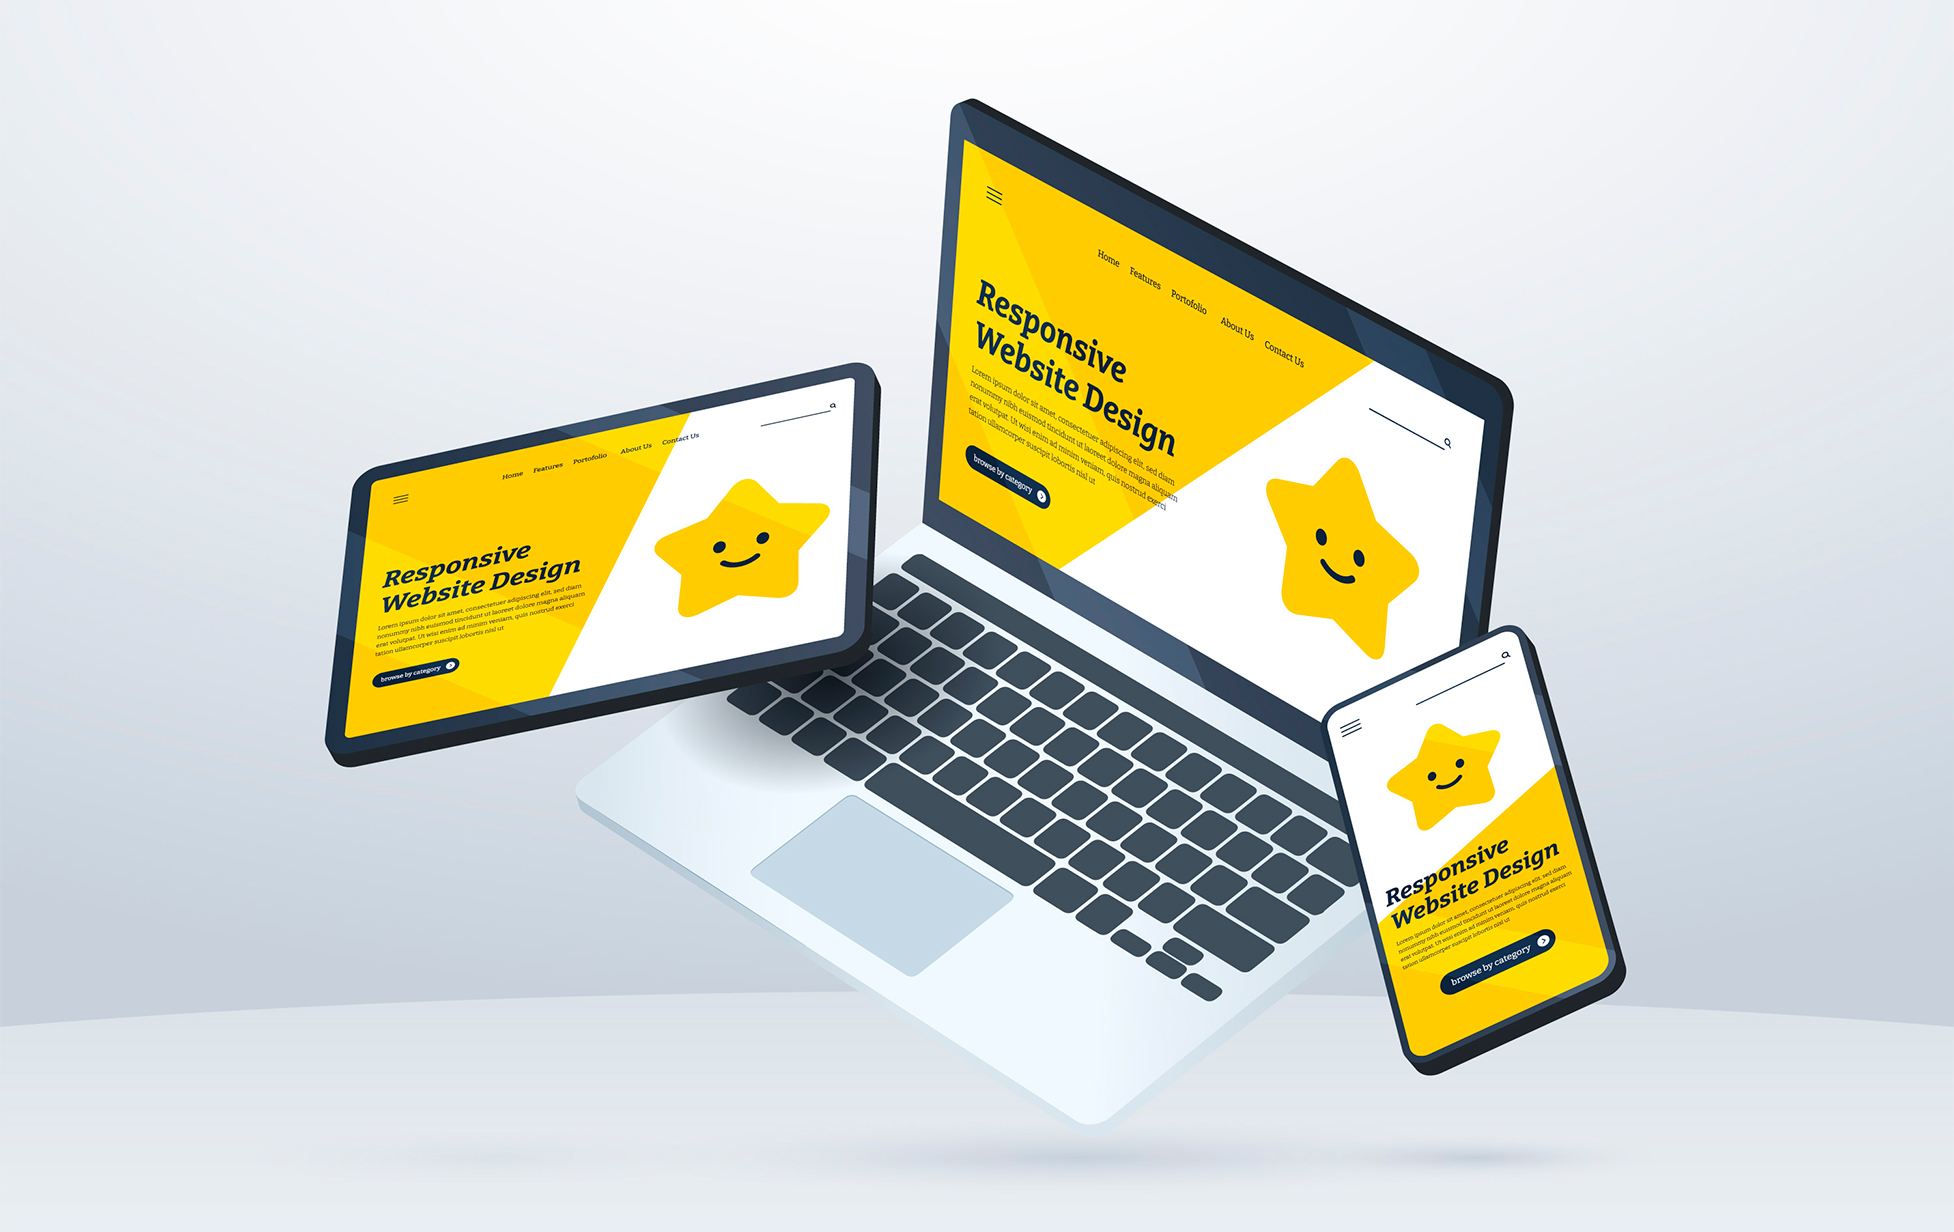 Home Features Portofolio About Us Contact Us
Responsive
Website Design
Lorem ipsum dolor sit amet, consectetuer adipiscing elit, sed diam
nonummy nibh euismod tincidunt ut laoreet dolore magna aliquam
erat volutpat. Ut wisi enim ad minim veniam, quis nostrud exerci
tation ullamcorper suscipit lobortis nisl ut
browse by category
Home Features Portofolio About Us Contact Us
Responsive
Website Design
Lorem ipsum dolor sit amet, consectetuer adipiscing elit, sed diam
nonummy nibh euismod tincidunt ut laoreet dolore magna aliquam
erat volutpat. Ut wisi enim ad minim veniam, quis nostrud exerci
tation ullamcorper suscipit lobortis nisl ut
browse by category
Responsive
Website Design
Lorem ipsum dolor sit amet, consectetuer adipiscing elit, sed diam
nonummy nibh euismod tincidunt ut laoreet dolore magna aliquam
erat volutpat. Ut wisi enim ad minim veniam, quis nostrud exerci
tation ullamcorper suscipit lobortis nisl ut
browse by category